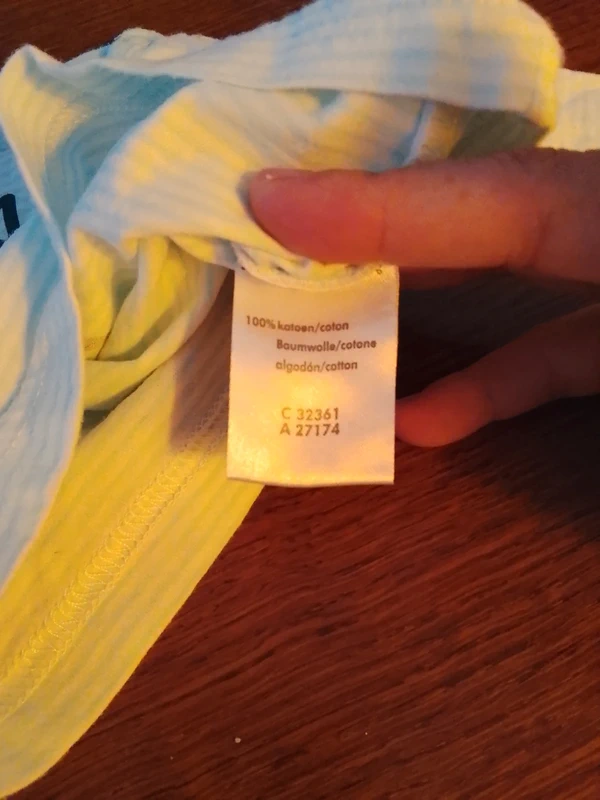 100% katoen/coton
Baumwolle/cotone
algodón/cotton
C 32361
A 27174